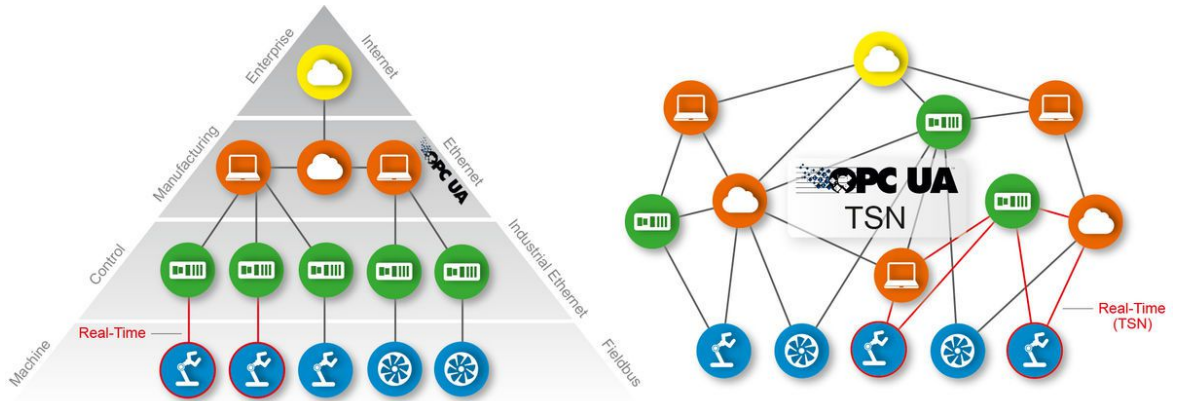 Enterprise
Internet
Manufacturing
Ethernet
OPC UA
Control
Industrial Ethernet
Real-Time
Machine
Fieldbus
OPC UA
TSN
Real-Time
(TSN)